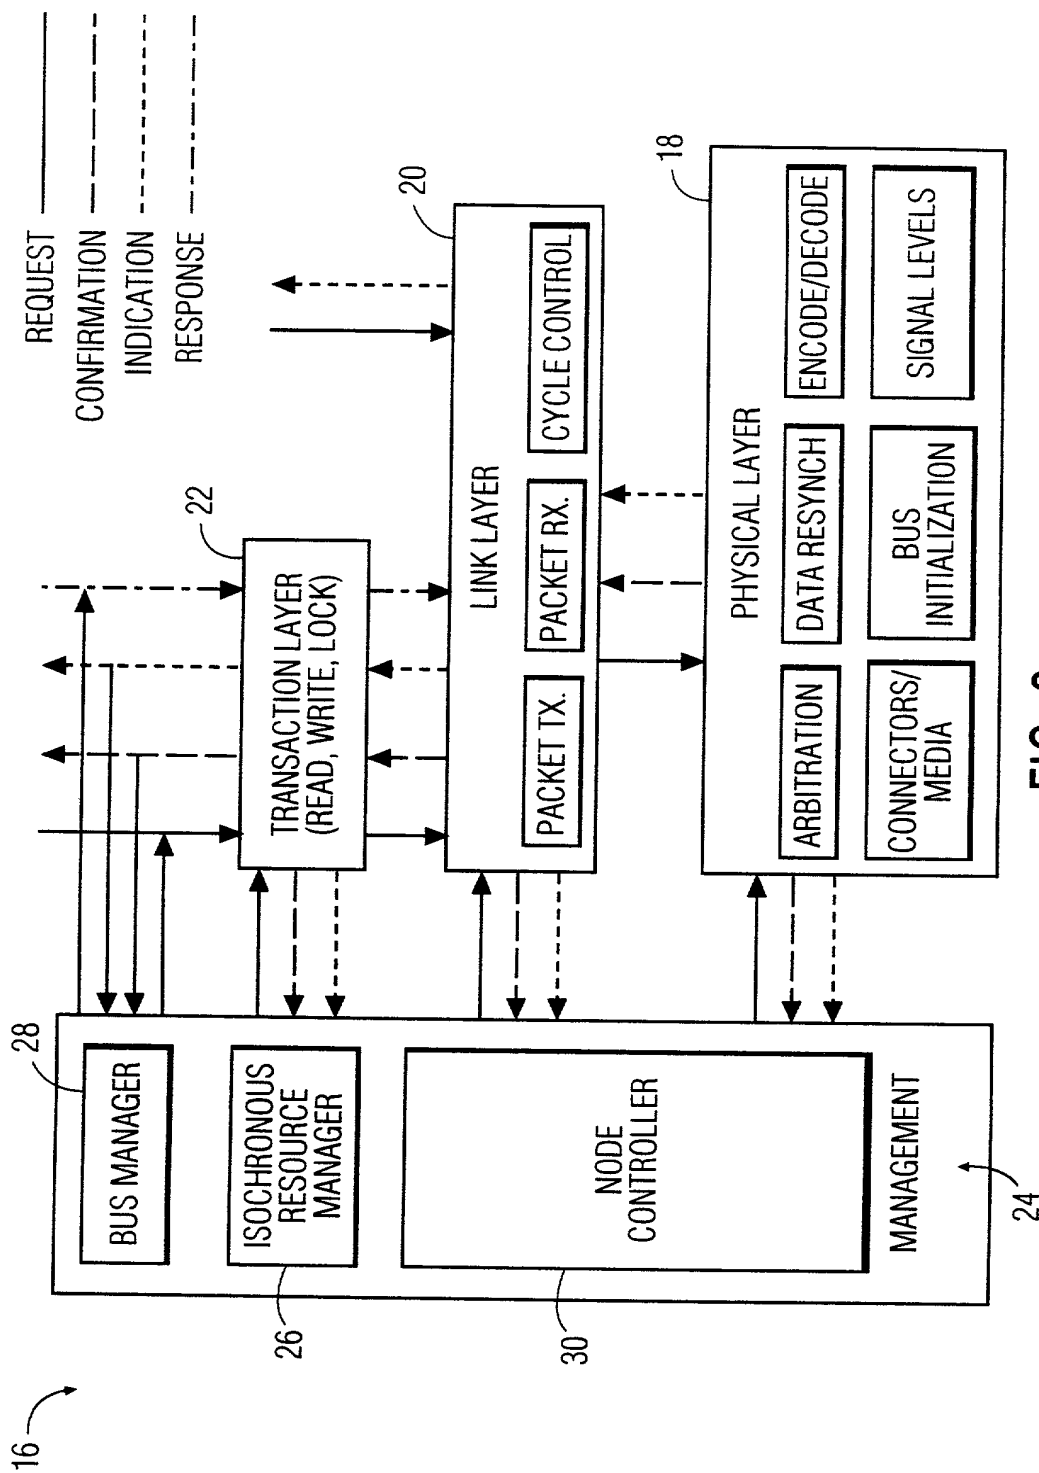 REQUEST
CONFIRMATION
INDICATION
RESPONSE
16
28
BUS MANAGER
ISOCHRONOUS
RESOURCE
MANAGER
26
NODE
CONTROLLER
30
MANAGEMENT
24
22
TRANSACTION LAYER
(READ, WRITE, LOCK)
20
LINK LAYER
PACKET TX.
PACKET RX.
CYCLE CONTROL
18
PHYSICAL LAYER
ARBITRATION
DATA RESYNCH
ENCODE/DECODE
CONNECTORS/
MEDIA
BUS
INITIALIZATION
SIGNAL LEVELS